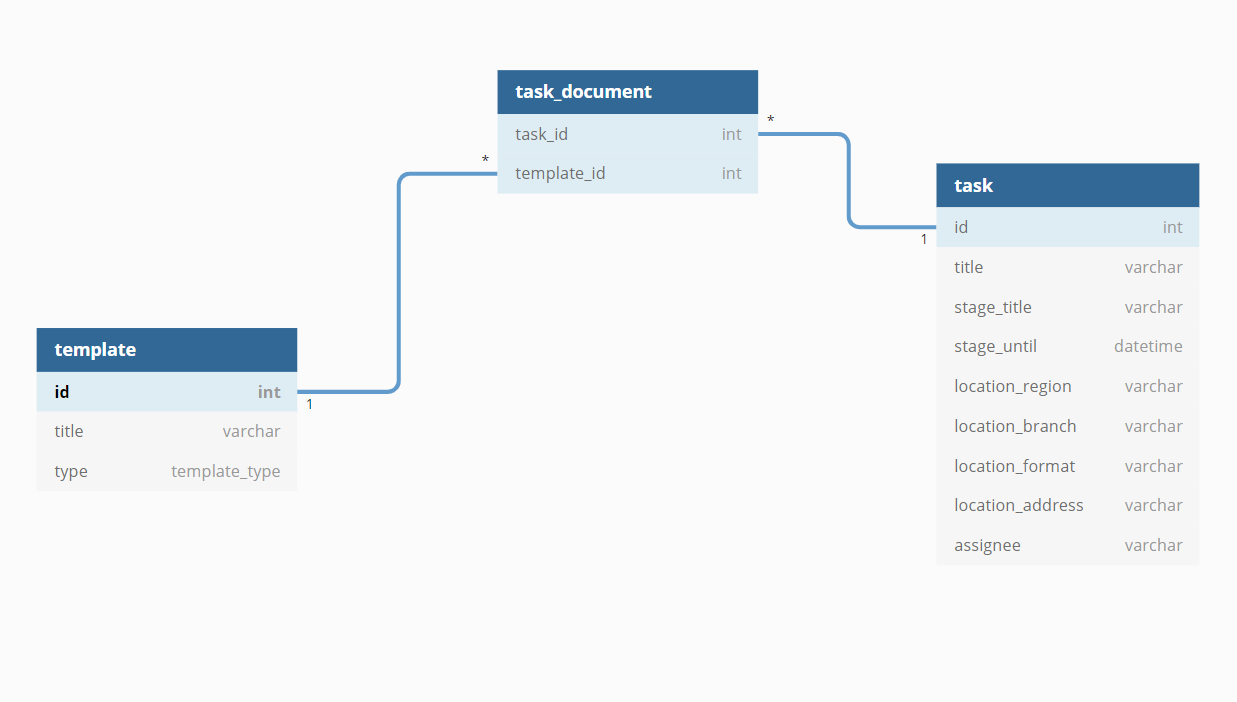 task_document
*
task_id int
*
template_id int
task
id int
1
title varchar
stage_title varchar
stage_until datetime
location_region varchar
location_branch varchar
location_format varchar
location_address varchar
assignee varchar
template
id int
1
title varchar
type template_type